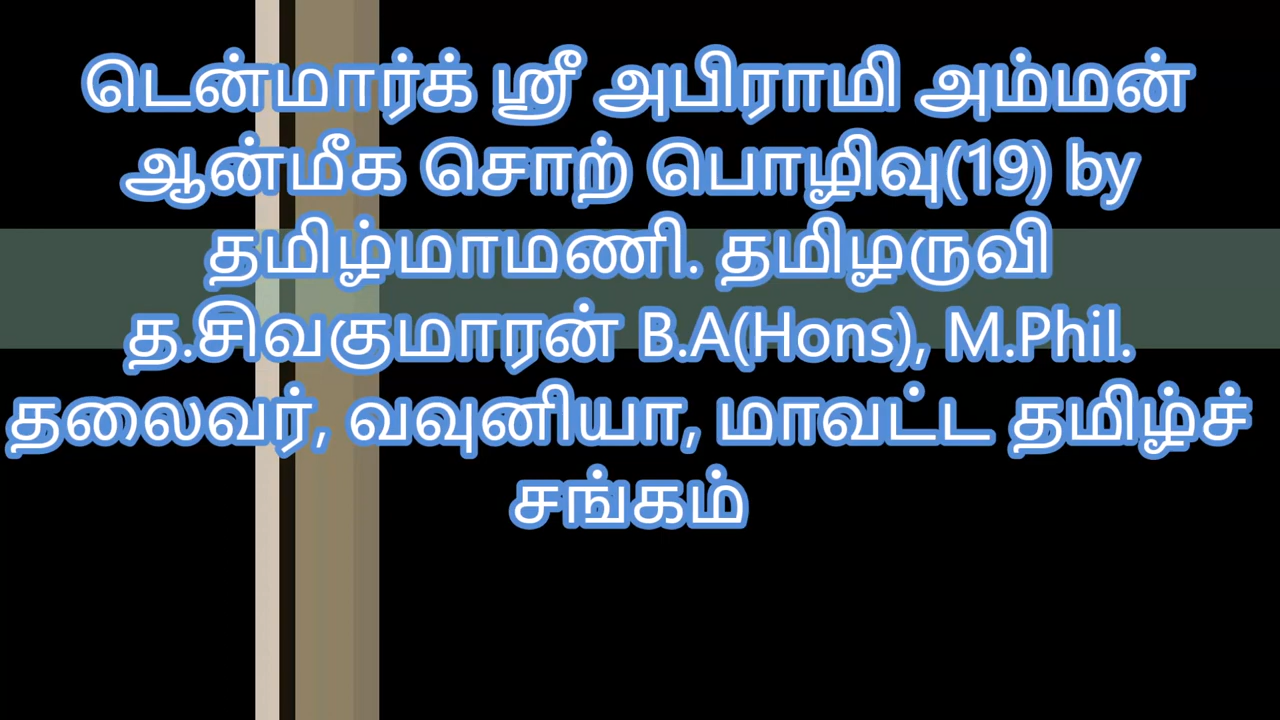 டென்மார்க் ஸ்ரீ அபிராமி அம்மன்
ஆன்மீக சொற் பொழிவு(19) by
தமிழ்மாமணி. தமிழருவி
த.சிவகுமாரன் B.A(Hons), M.Phil.
தலைவர், வவுனியா, மாவட்ட தமிழ்ச்
சங்கம்